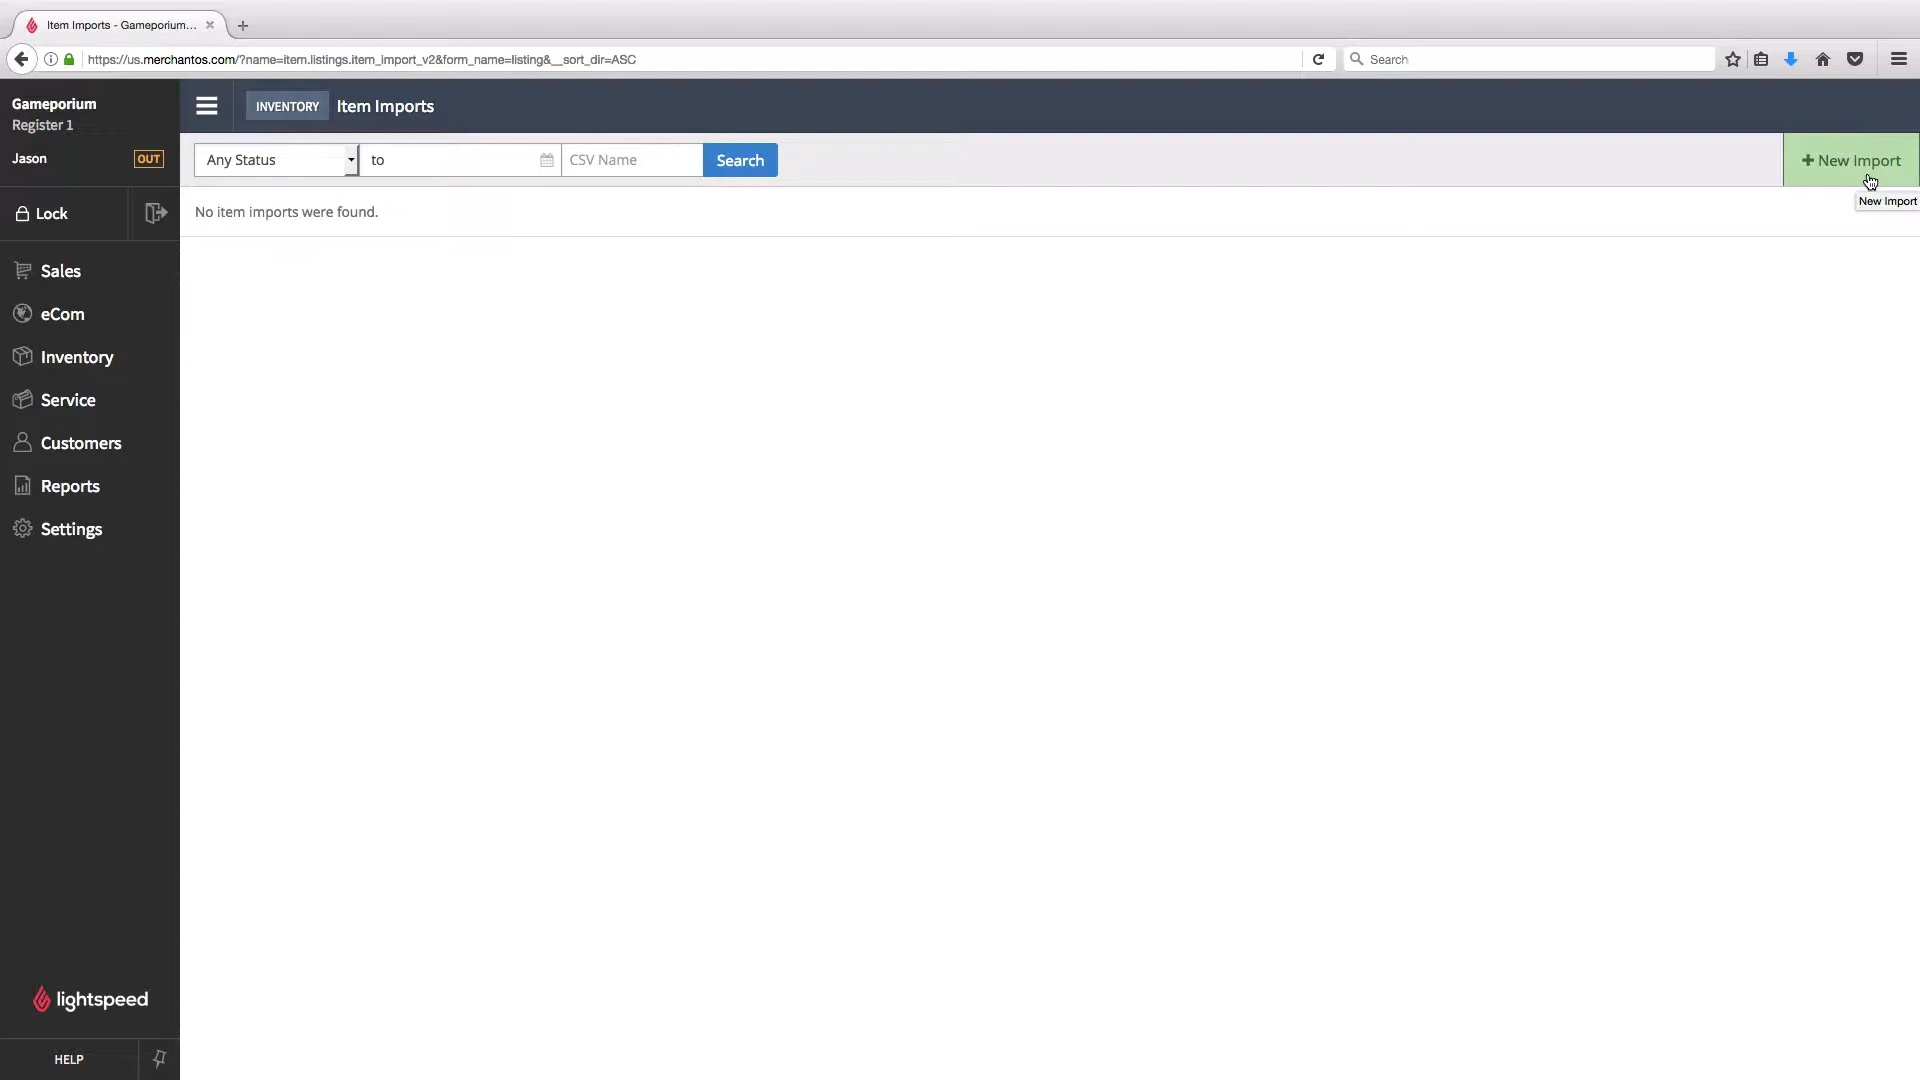 Item Imports - Gameporium...
https://us.merchantos.com/?name=item.listings.item_import_v2&form_name=listing&__sort_dir=ASC
Search
Gameporium
Register 1
Jason
OUT
Lock
Sales
eCom
Inventory
Service
Customers
Reports
Settings
lightspeed
HELP
INVENTORY Item Imports
Any Status
to
CSV Name
Search
+ New Import
New Import
No item imports were found.